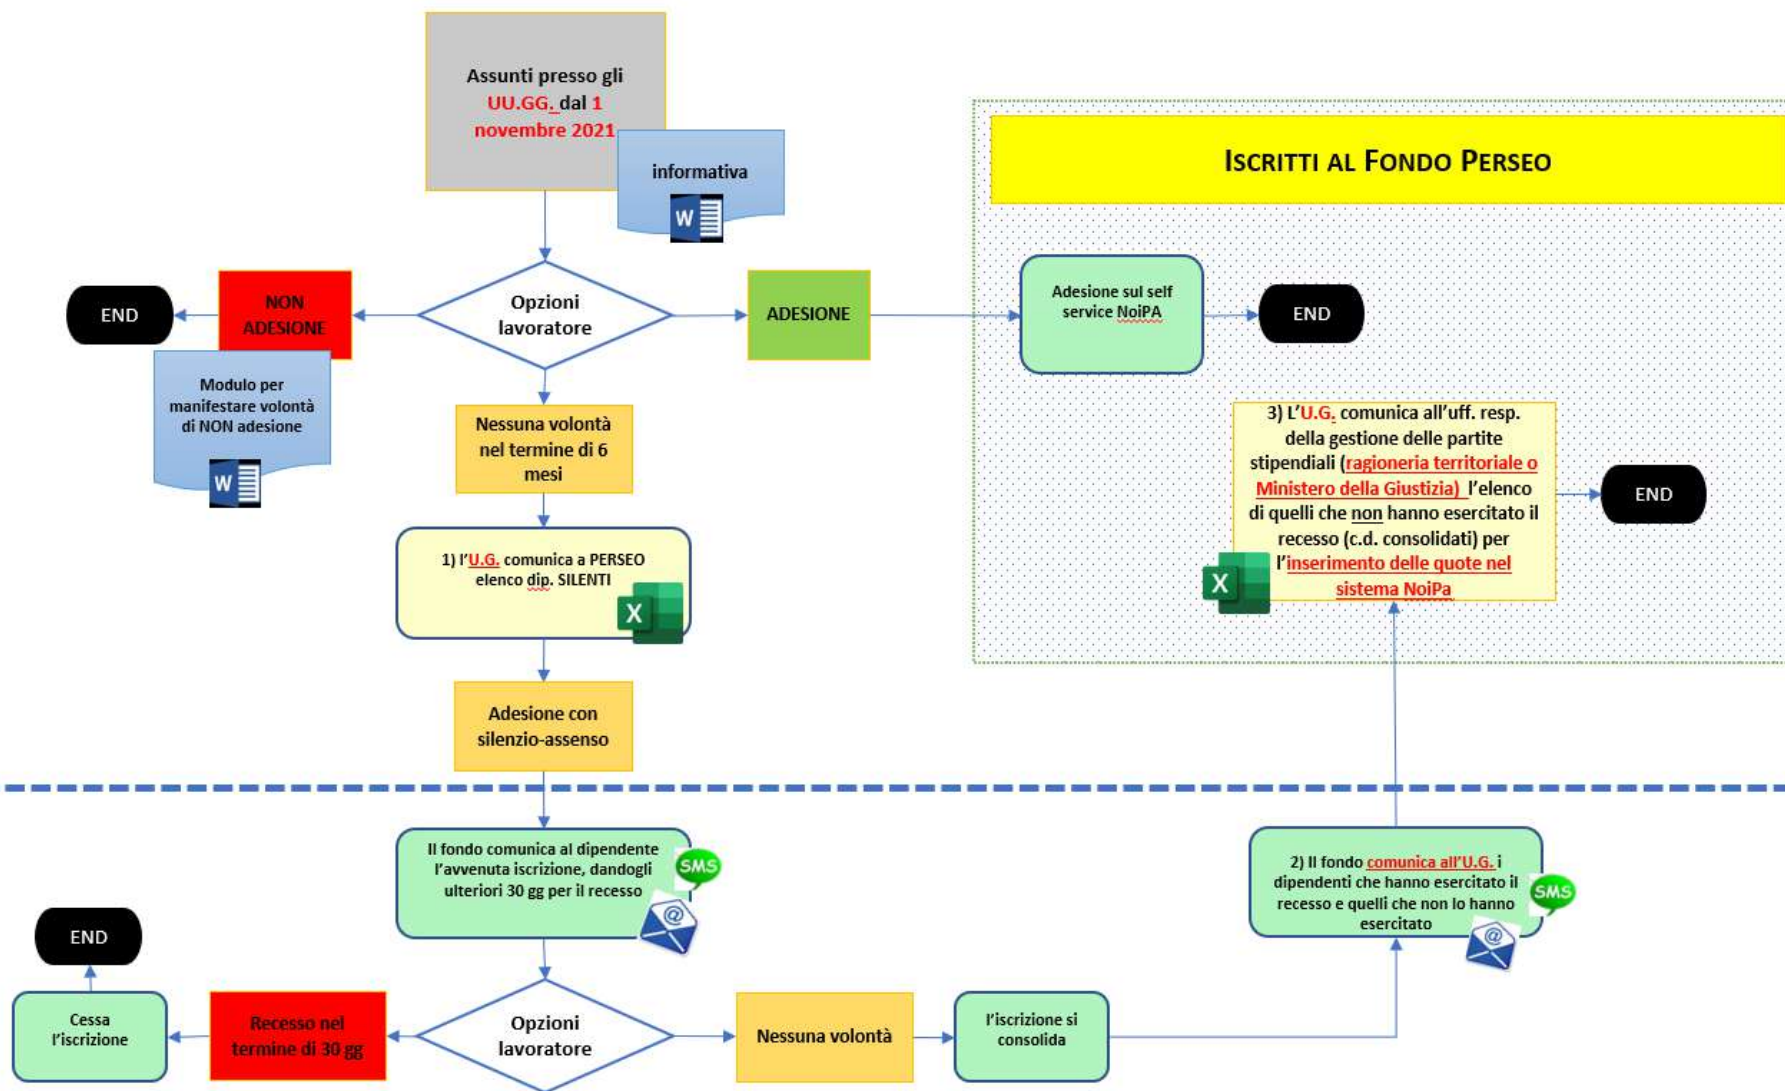 Assunti presso gli
UU.GG. dal 1
novembre 2021
informativa
W
ISCRITTI AL FONDO PERSEO
END
NON
ADESIONE
Opzioni
lavoratore
ADESIONE
Adesione sul self
service NoiPA
END
Modulo per
manifestare volontà
di NON adesione
W
Nessuna volontà
nel termine di 6
mesi
3) L'U.G. comunica all'uff. resp.
della gestione delle partite
stipendiali (ragioneria territoriale o
Ministero della Giustizia) l'elenco
di quelli che non hanno esercitato il
recesso (c.d. consolidati) per
l'inserimento delle quote nel
sistema NoiPa
X
END
1) l'U.G. comunica a PERSEO
elenco dip. SILENTI
X
Adesione con
silenzio-assenso
Il fondo comunica al dipendente
l'avvenuta iscrizione, dandogli
ulteriori 30 gg per il recesso
SMS
@
2) Il fondo comunica all'U.G. i
dipendenti che hanno esercitato il
recesso e quelli che non lo hanno
esercitato
SMS
@
END
Cessa
l'iscrizione
Recesso nel
termine di 30 gg
Opzioni
lavoratore
Nessuna volontà
l'iscrizione si
consolida